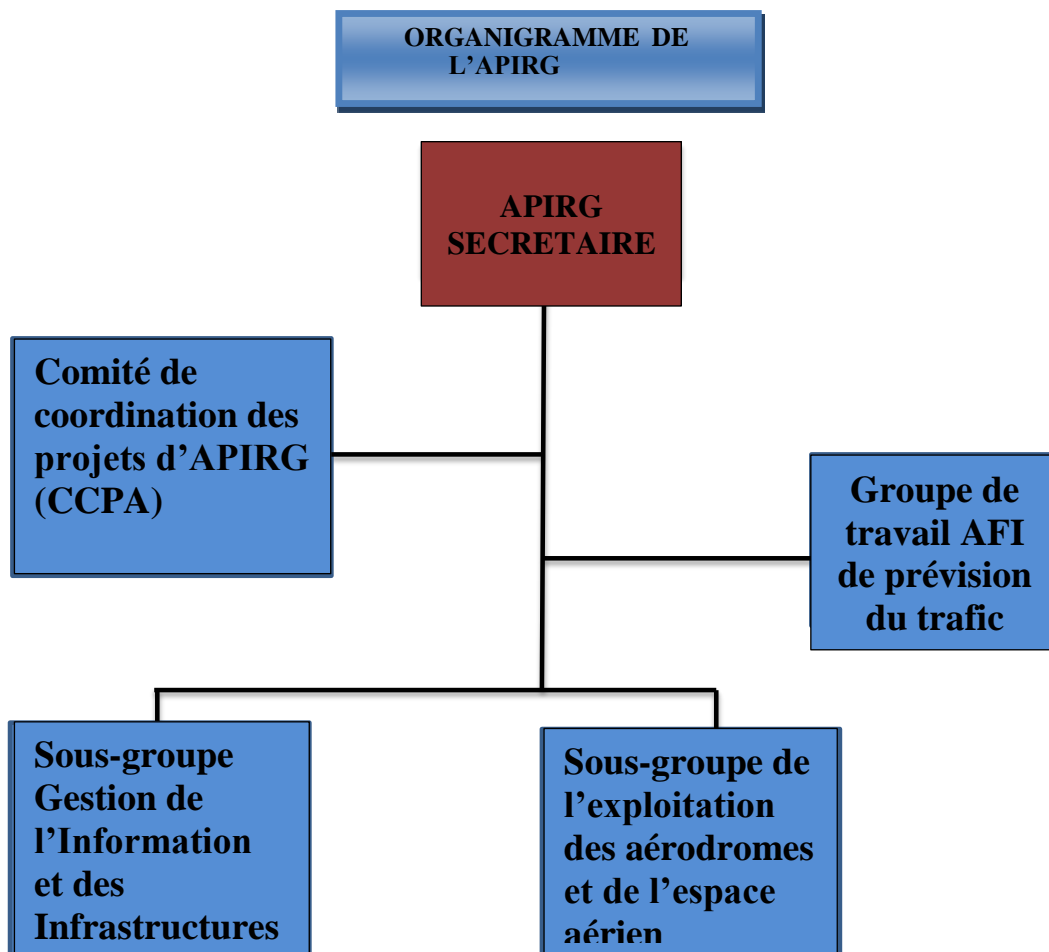 ORGANIGRAMME DE
L’APIRG
APIRG
SECRETAIRE
Comité de
coordination des
projets d’APIRG
(CCPA)
Groupe de
travail AFI
de prévision
du trafic
Sous-groupe
Gestion de
l’Information
et des
Infrastructures
Sous-groupe de
l’exploitation
des aérodromes
et de l’espace
aérien